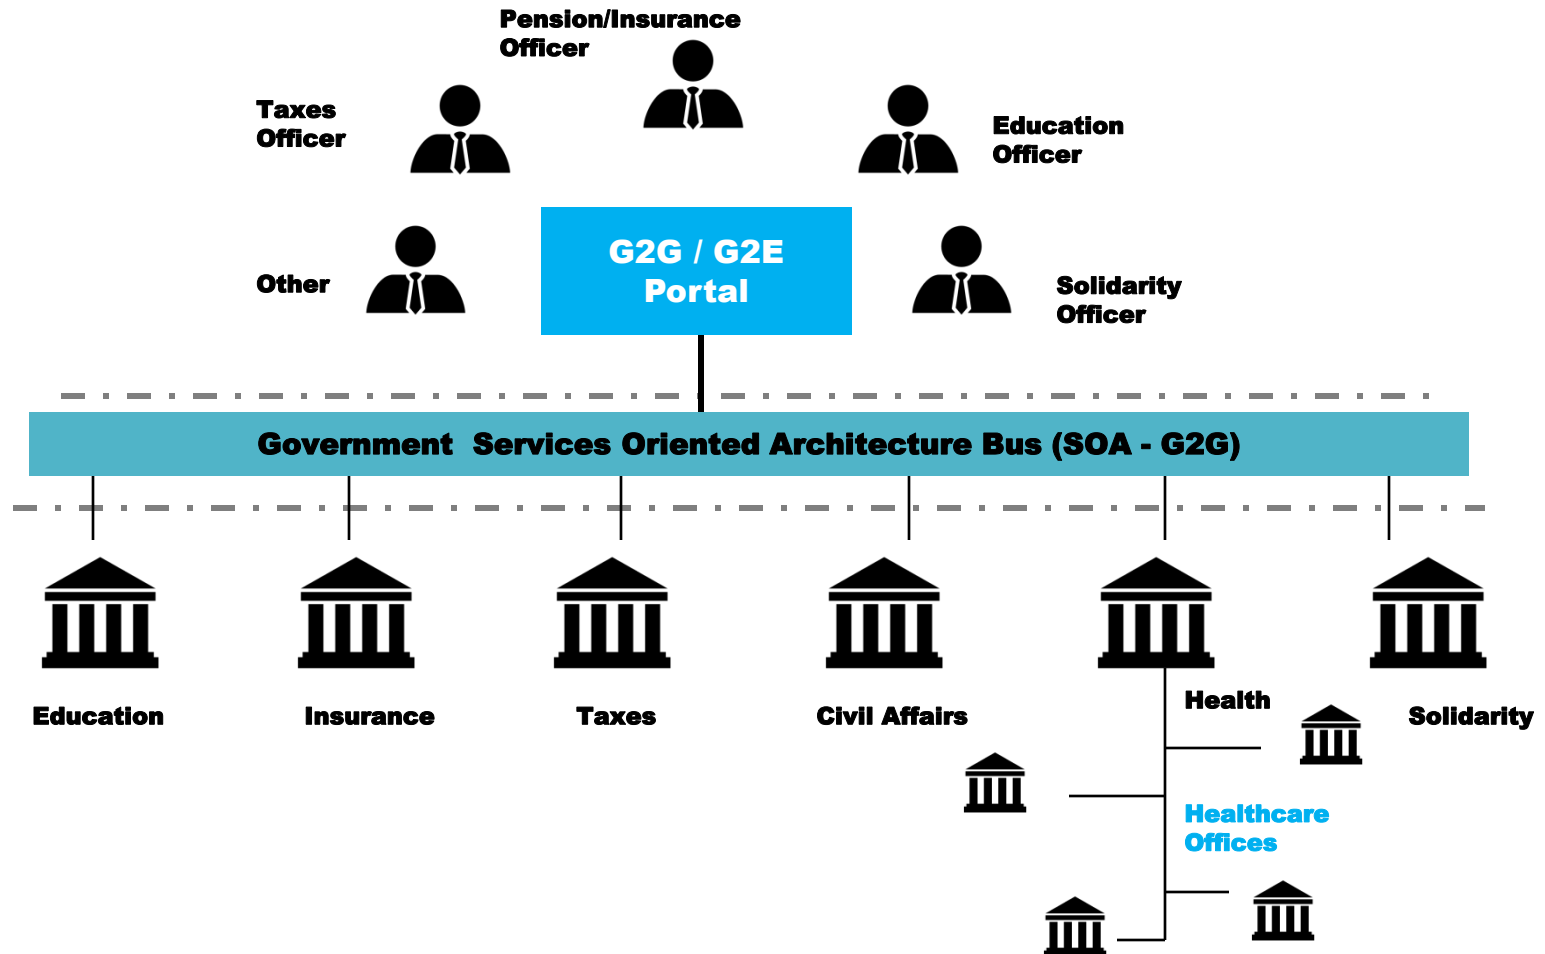 Pension/Insurance
Officer
Taxes
Officer
Education
Officer
G2G / G2E
Portal
Other
Solidarity
Officer
Government  Services Oriented Architecture Bus (SOA - G2G)
Education
Insurance
Taxes
Civil Affairs
Health
Solidarity
Healthcare
Offices